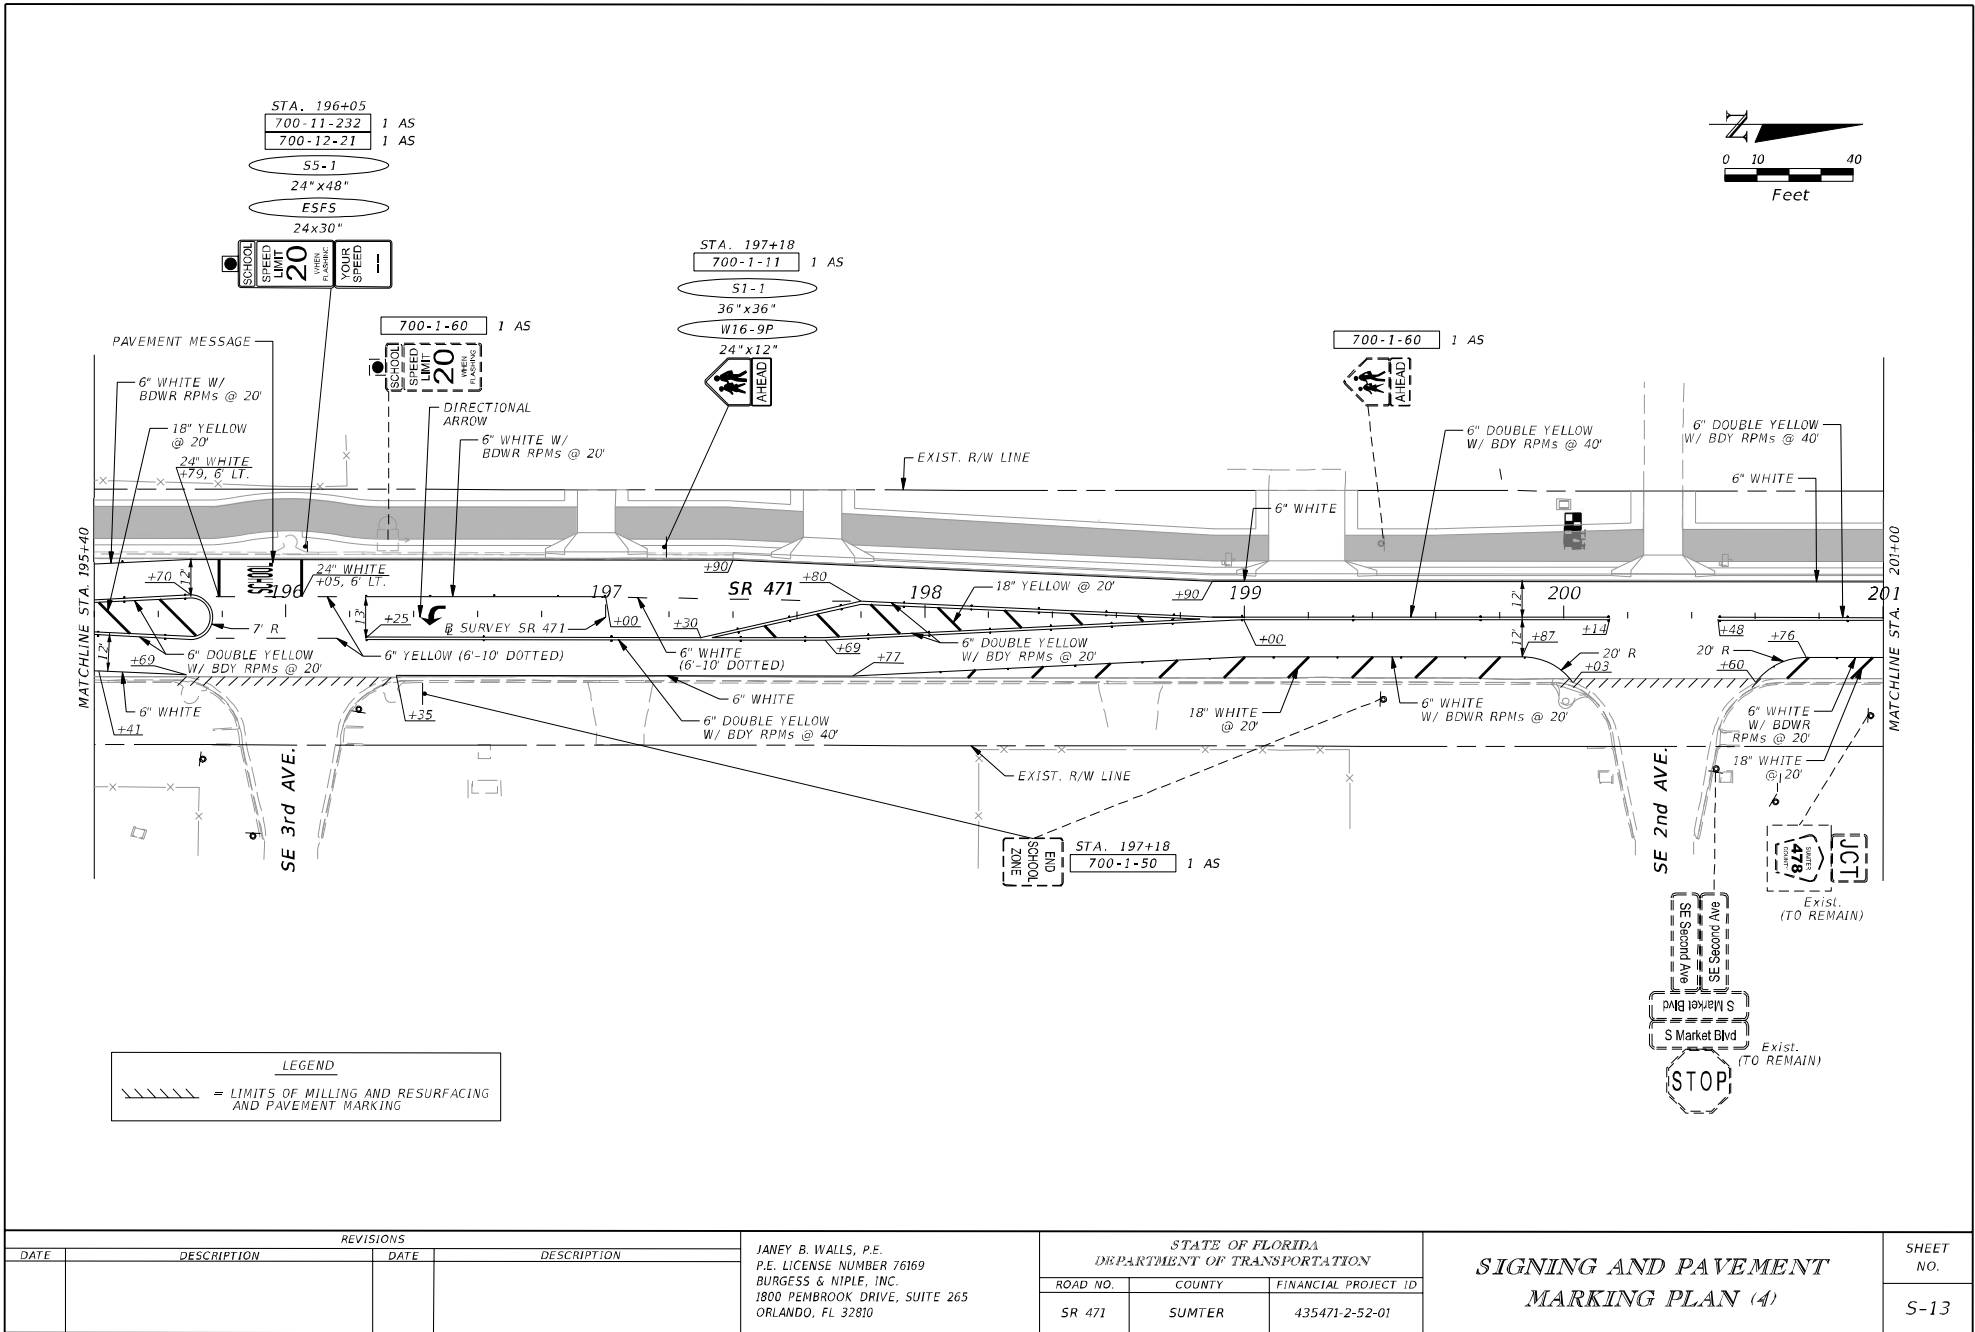 STA. 196+05
700-11-232 1 AS
700-12-21 1 AS
S5-1
24"x48"
ESFS
24x30"
SCHOOL
SPEED
LIMIT
20
WHEN
FLASHING
YOUR
SPEED
STA. 197+18
700-1-11 1 AS
S1-1
36"x36"
W16-9P
24"x12"
AHEAD
700-1-60 1 AS
SCHOOL
SPEED
LIMIT
20
WHEN
FLASHING
700-1-60 1 AS
AHEAD
N
0 10 40
Feet
PAVEMENT MESSAGE
6" WHITE W/
BDWR RPMs @ 20'
18" YELLOW
@ 20'
24" WHITE
+79, 6' LT.
DIRECTIONAL
ARROW
6" WHITE W/
BDWR RPMs @ 20'
EXIST. R/W LINE
6" DOUBLE YELLOW
W/ BDY RPMs @ 40'
6" DOUBLE YELLOW
W/ BDY RPMs @ 40'
6" WHITE
6" WHITE
MATCHLINE STA. 195+40
MATCHLINE STA. 201+00
+70
12'
24" WHITE
+05, 6' LT.
+90
+80
18" YELLOW @ 20'
+90
12'
196
197
SR 471
198
199
200
201
7' R
13'
+25
℄ SURVEY SR 471
+00
+30
+69
+00
12'
+87
+14
+48
+76
12'
+69
6" DOUBLE YELLOW
W/ BDY RPMs @ 20'
6" YELLOW (6'-10' DOTTED)
6" WHITE
(6'-10' DOTTED)
+77
6" DOUBLE YELLOW
W/ BDY RPMs @ 20'
20' R
+03
20' R
+60
6" WHITE
+41
+35
6" WHITE
6" DOUBLE YELLOW
W/ BDY RPMs @ 40'
18" WHITE
@ 20'
6" WHITE
W/ BDWR RPMs @ 20'
6" WHITE
W/ BDWR
RPMs @ 20'
18" WHITE
@ 20'
EXIST. R/W LINE
SE 3rd AVE.
SE 2nd AVE.
END
SCHOOL
ZONE
STA. 197+18
700-1-50 1 AS
JCT
SUMTER
478
COUNTY
Exist.
(TO REMAIN)
SE Second Ave
SE Second Ave
S Market Blvd
S Market Blvd
STOP
Exist.
(TO REMAIN)
LEGEND
= LIMITS OF MILLING AND RESURFACING
AND PAVEMENT MARKING
REVISIONS
DATE DESCRIPTION DATE DESCRIPTION
JANEY B. WALLS, P.E.
P.E. LICENSE NUMBER 76169
BURGESS & NIPLE, INC.
1800 PEMBROOK DRIVE, SUITE 265
ORLANDO, FL 32810
STATE OF FLORIDA
DEPARTMENT OF TRANSPORTATION
ROAD NO. COUNTY FINANCIAL PROJECT ID
SR 471 SUMTER 435471-2-52-01
SIGNING AND PAVEMENT
MARKING PLAN (4)
SHEET
NO.
S-13